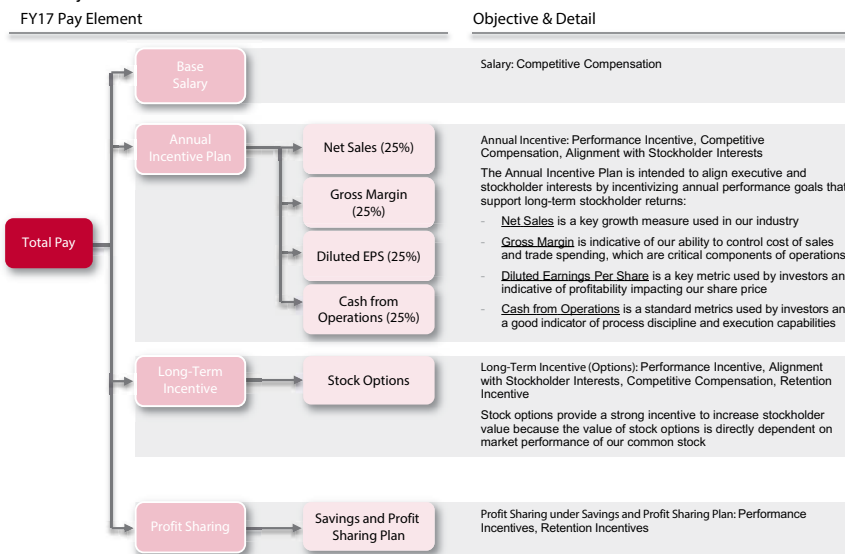 FY17 Pay Element
Objective & Detail
Base
Salary
Salary: Competitive Compensation
Annual
Incentive Plan
Net Sales (25%)
Gross Margin
(25%)
Diluted EPS (25%)
Cash from
Operations (25%)
Annual Incentive: Performance Incentive, Competitive
Compensation, Alignment with Stockholder Interests
The Annual Incentive Plan is intended to align executive and
stockholder interests by incentivizing annual performance goals that
support long-term stockholder returns:
- Net Sales is a key growth measure used in our industry
- Gross Margin is indicative of our ability to control cost of sales
and trade spending, which are critical components of operations
- Diluted Earnings Per Share is a key metric used by investors an
indicative of profitability impacting our share price
- Cash from Operations is a standard metrics used by investors an
a good indicator of process discipline and execution capabilities
Total Pay
Long-Term
Incentive
Stock Options
Long-Term Incentive (Options): Performance Incentive, Alignment
with Stockholder Interests, Competitive Compensation, Retention
Incentive
Stock options provide a strong incentive to increase stockholder
value because the value of stock options is directly dependent on
market performance of our common stock
Profit Sharing
Savings and Profit
Sharing Plan
Profit Sharing under Savings and Profit Sharing Plan: Performance
Incentives, Retention Incentives